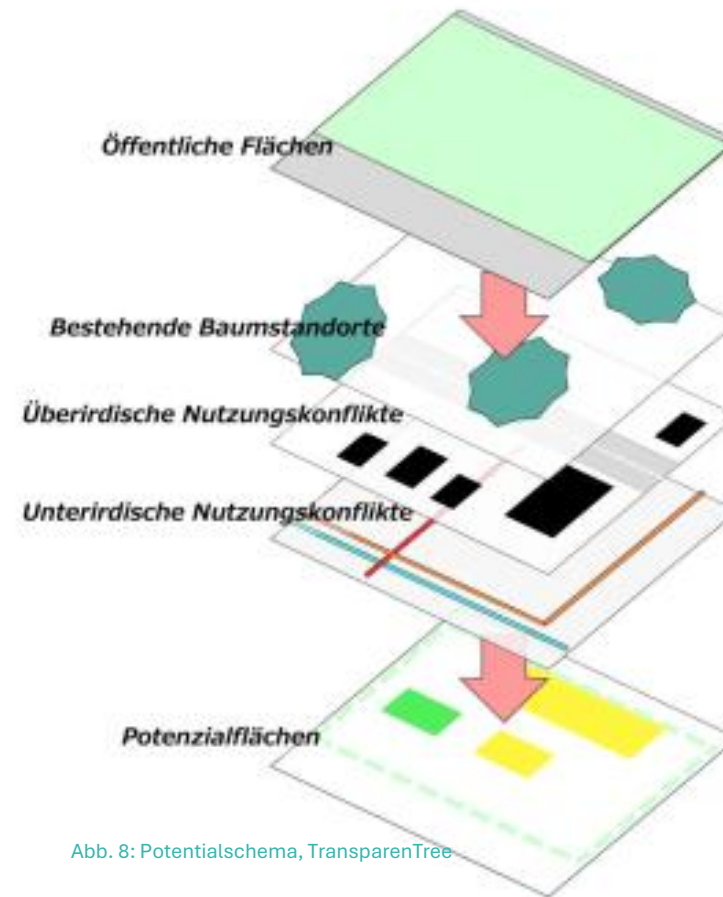 Öffentliche Flächen
Bestehende Baumstandorte
Überirdische Nutzungskonflikte
Unterirdische Nutzungskonflikte
Potenzialflächen
Abb. 8: Potentialschema, TransparenTree